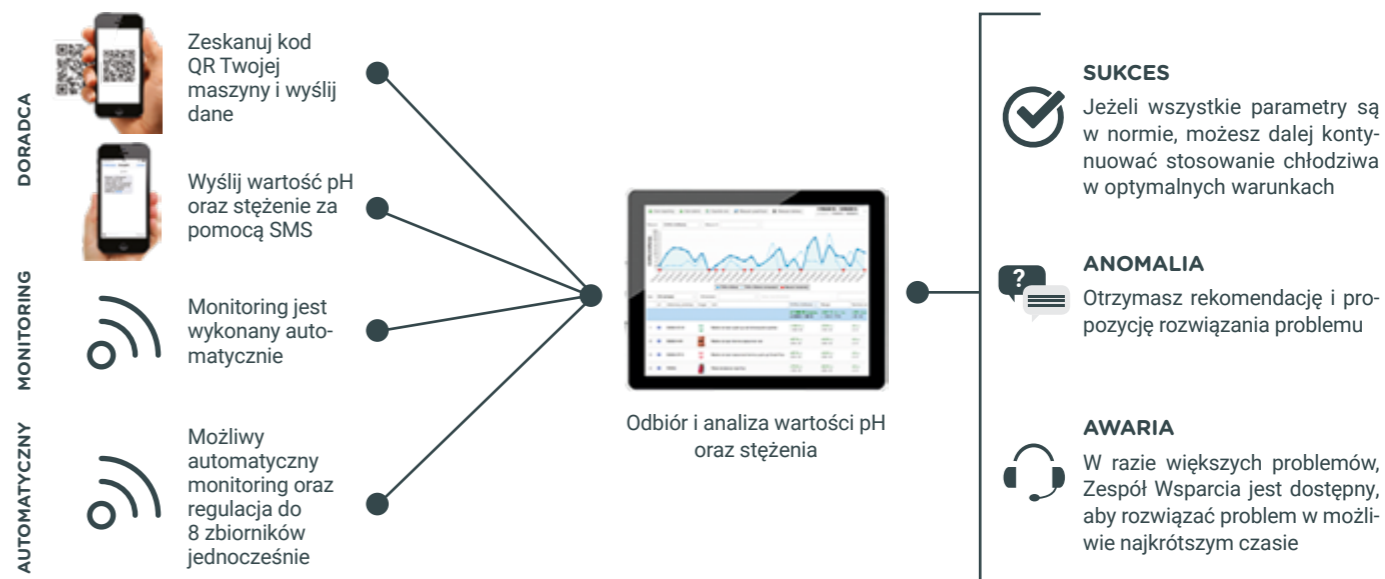 DORADCA
Zeskanuj kod
QR Twojej
maszyny i wyślij
dane
Wyślij wartość pH
oraz stężenie za
pomocą SMS
MONITORING
Monitoring jest
wykonany auto-
matycznie
AUTOMATYCZNY
Możliwy
automatyczny
monitoring oraz
regulacja do
8 zbiorników
jednocześnie
Odbiór i analiza wartości pH
oraz stężenia
SUKCES
Jeżeli wszystkie parametry są
w normie, możesz dalej konty-
nuować stosowanie chłodziwa
w optymalnych warunkach
?
ANOMALIA
Otrzymasz rekomendację i pro-
pozycję rozwiązania problemu
AWARIA
W razie większych problemów,
Zespół Wsparcia jest dostępny,
aby rozwiązać problem w możli-
wie najkrótszym czasie